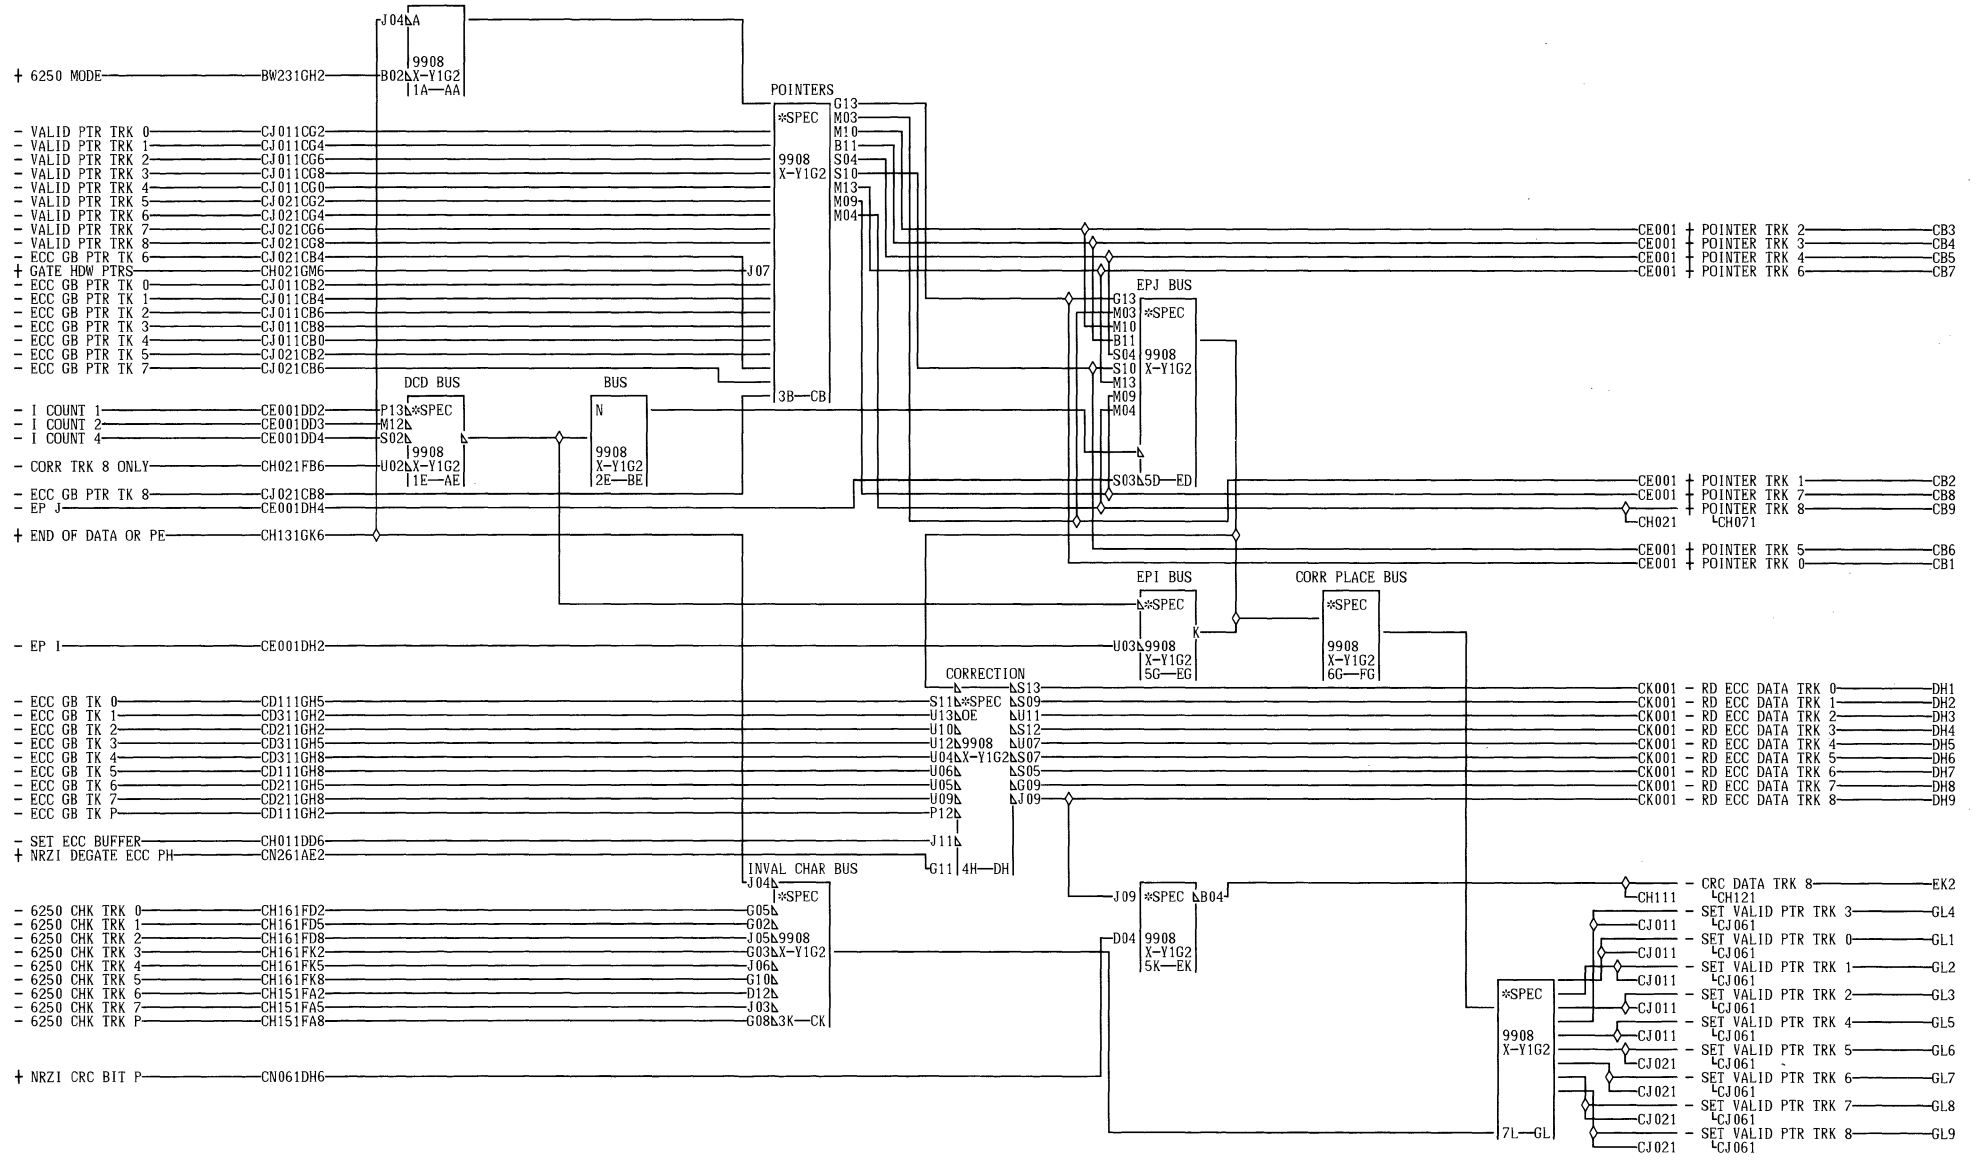 J04 A
9908
+ 6250 MODE BW231GH2 B02 X-Y1G2
1A—AA
POINTERS
*SPEC
9908
X-Y1G2
J07
3B—CB
G13
M03
M10
B11
S04
S10
M13
M09
M04
- VALID PTR TRK 0 CJ011CG2
- VALID PTR TRK 1 CJ011CG4
- VALID PTR TRK 2 CJ011CG6
- VALID PTR TRK 3 CJ011CG8
- VALID PTR TRK 4 CJ011CG0
- VALID PTR TRK 5 CJ021CG2
- VALID PTR TRK 6 CJ021CG4
- VALID PTR TRK 7 CJ021CG6
- VALID PTR TRK 8 CJ021CG8
- ECC GB PTR TK 6 CJ021CB4
+ GATE HDW PTRS CH021GM6
- ECC GB PTR TK 0 CJ011CB2
- ECC GB PTR TK 1 CJ011CB4
- ECC GB PTR TK 2 CJ011CB6
- ECC GB PTR TK 3 CJ011CB8
- ECC GB PTR TK 4 CJ011CB0
- ECC GB PTR TK 5 CJ021CB2
- ECC GB PTR TK 7 CJ021CB6
CE001 + POINTER TRK 2 CB3
CE001 + POINTER TRK 3 CB4
CE001 + POINTER TRK 4 CB5
CE001 + POINTER TRK 6 CB7
EPJ BUS
G13
M03 *SPEC
M10
B11
S04 9908
S10 X-Y1G2
M13
M09
M04
S03 5D—ED
DCD BUS
- I COUNT 1 CE001DD2 P13 *SPEC
- I COUNT 2 CE001DD3 M12
- I COUNT 4 CE001DD4 S02
9908
- CORR TRK 8 ONLY CH021FB6 U02 X-Y1G2
1E—AE
BUS
N
9908
X-Y1G2
2E—BE
- ECC GB PTR TK 8 CJ021CB8
- EP J CE001DH4
+ END OF DATA OR PE CH131GK6
CE001 + POINTER TRK 1 CB2
CE001 + POINTER TRK 7 CB8
CE001 + POINTER TRK 8 CB9
CH021 CH071
CE001 + POINTER TRK 5 CB6
CE001 + POINTER TRK 0 CB1
EPI BUS
*SPEC
K
- EP I CE001DH2 U03 9908
X-Y1G2
5G—EG
CORR PLACE BUS
*SPEC
9908
X-Y1G2
6G—FG
CORRECTION
*SPEC
OE
9908
X-Y1G2
4H—DH
- ECC GB TK 0 CD111GH5 S11
- ECC GB TK 1 CD311GH2 U13
- ECC GB TK 2 CD211GH2 U10
- ECC GB TK 3 CD311GH5 U12
- ECC GB TK 4 CD311GH8 U04
- ECC GB TK 5 CD111GH8 U06
- ECC GB TK 6 CD211GH5 U05
- ECC GB TK 7 CD211GH8 U09
- ECC GB TK P CD111GH2 P12
- SET ECC BUFFER CH011DD6 J11
+ NRZI DEGATE ECC PH CN261AE2 G11
S13 CK001 - RD ECC DATA TRK 0 DH1
S09 CK001 - RD ECC DATA TRK 1 DH2
U11 CK001 - RD ECC DATA TRK 2 DH3
S12 CK001 - RD ECC DATA TRK 3 DH4
U07 CK001 - RD ECC DATA TRK 4 DH5
S07 CK001 - RD ECC DATA TRK 5 DH6
S05 CK001 - RD ECC DATA TRK 6 DH7
G09 CK001 - RD ECC DATA TRK 7 DH8
J09 CK001 - RD ECC DATA TRK 8 DH9
INVAL CHAR BUS
J04
*SPEC
- 6250 CHK TRK 0 CH161FD2 G05
- 6250 CHK TRK 1 CH161FD5 G02
- 6250 CHK TRK 2 CH161FD8 J05 9908
- 6250 CHK TRK 3 CH161FK2 G03 X-Y1G2
- 6250 CHK TRK 4 CH161FK5 J06
- 6250 CHK TRK 5 CH161FK8 G10
- 6250 CHK TRK 6 CH151FA2 D12
- 6250 CHK TRK 7 CH151FA5 J03
- 6250 CHK TRK P CH151FA8 G08 3K—CK
+ NRZI CRC BIT P CN061DH6
J09 *SPEC B04
D04 9908
X-Y1G2
5K—EK
*SPEC
9908
X-Y1G2
7L—GL
- CRC DATA TRK 8 EK2
CH111 CH121
- SET VALID PTR TRK 3 GL4
CJ011 CJ061
- SET VALID PTR TRK 0 GL1
CJ011 CJ061
- SET VALID PTR TRK 1 GL2
CJ011 CJ061
- SET VALID PTR TRK 2 GL3
CJ011 CJ061
- SET VALID PTR TRK 4 GL5
CJ011 CJ061
- SET VALID PTR TRK 5 GL6
CJ021 CJ061
- SET VALID PTR TRK 6 GL7
CJ021 CJ061
- SET VALID PTR TRK 7 GL8
CJ021 CJ061
- SET VALID PTR TRK 8 GL9
CJ021 CJ061